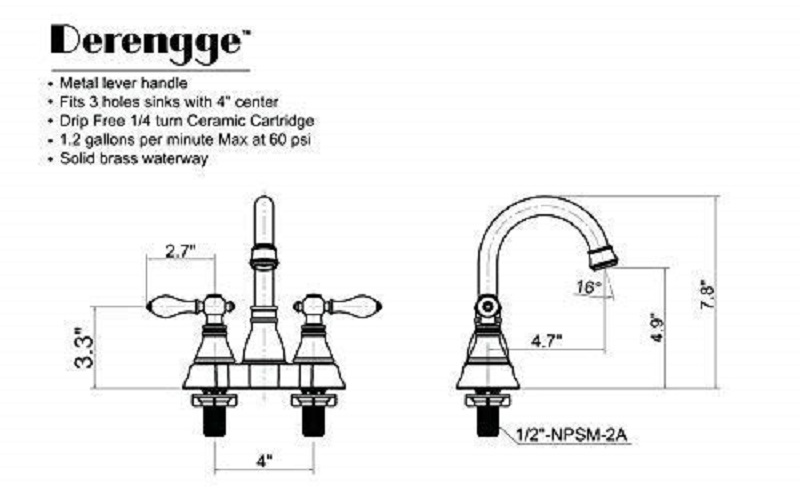 Derengge™
• Metal lever handle
• Fits 3 holes sinks with 4" center
• Drip Free 1/4 turn Ceramic Cartridge
• 1.2 gallons per minute Max at 60 psi
• Solid brass waterway
2.7"
3.3"
4"
16°
4.7"
4.9"
7.8"
1/2"-NPSM-2A